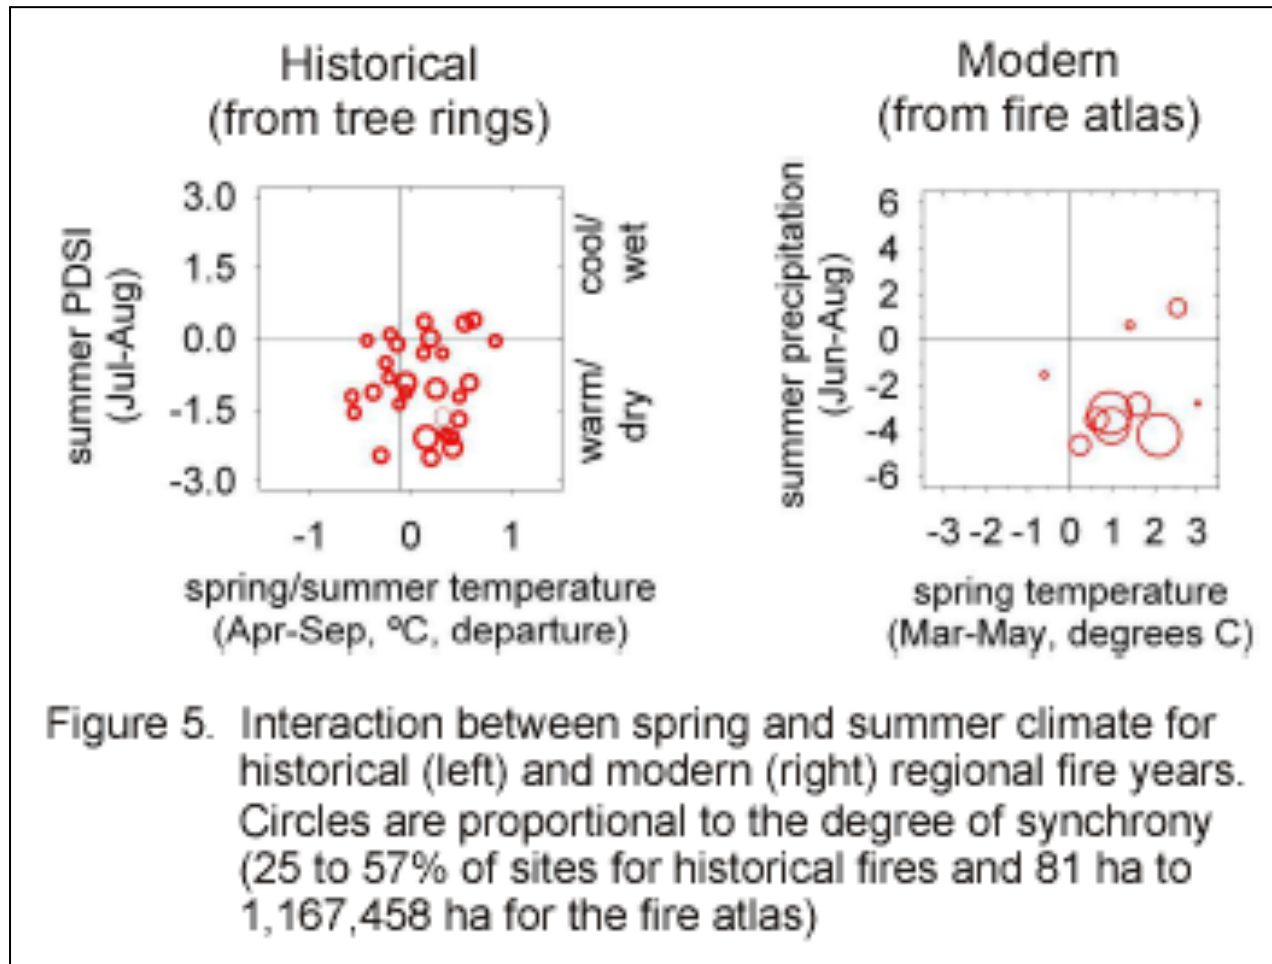 Historical
(from tree rings)
summer PDSI
(Jul-Aug)
3.0
1.5
0.0
-1.5
-3.0
cool/
wet
warm/
dry
-1 0 1
spring/summer temperature
(Apr-Sep, ºC, departure)
Modern
(from fire atlas)
summer precipitation
(Jun-Aug)
6
4
2
0
-2
-4
-6
-3 -2 -1 0 1 2 3
spring temperature
(Mar-May, degrees C)
Figure 5. Interaction between spring and summer climate for
historical (left) and modern (right) regional fire years.
Circles are proportional to the degree of synchrony
(25 to 57% of sites for historical fires and 81 ha to
1,167,458 ha for the fire atlas)